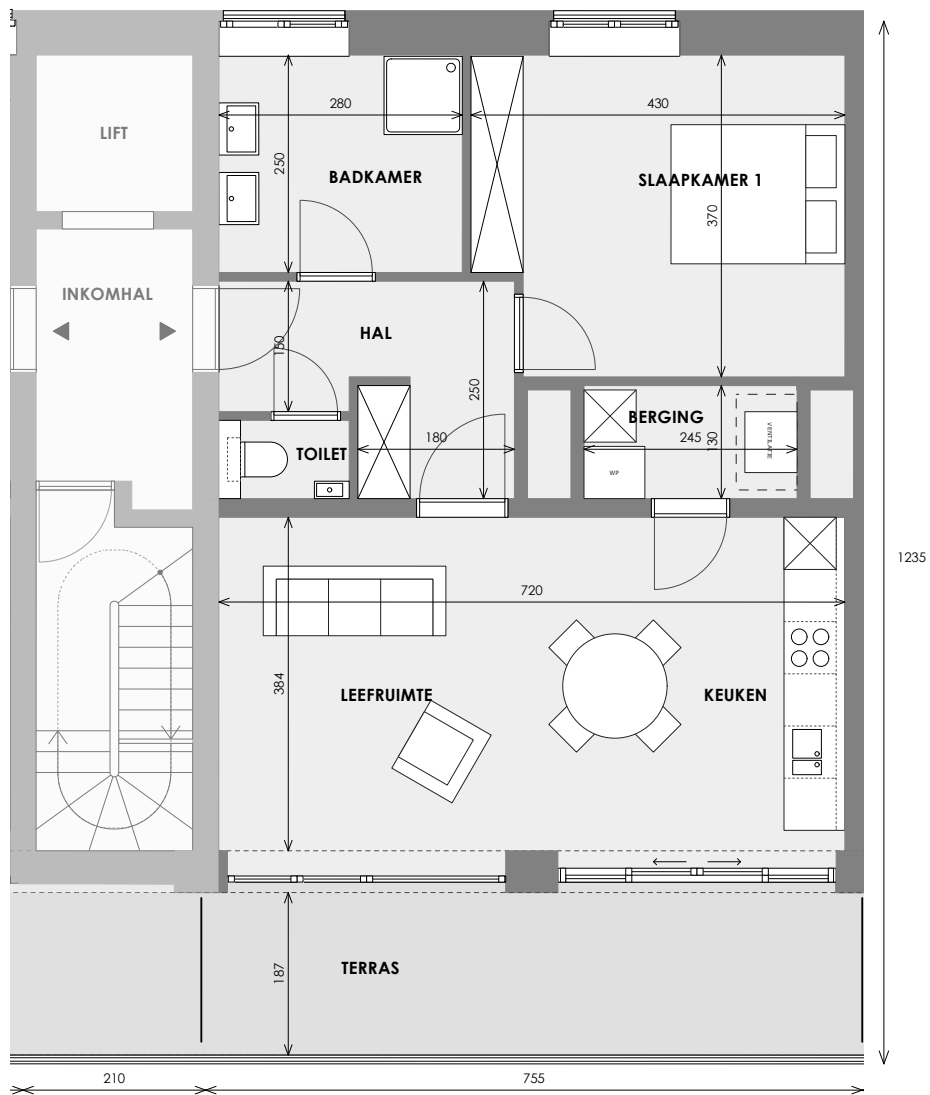 280
430
LIFT
250
BADKAMER
SLAAPKAMER 1
370
INKOMHAL
150
HAL
250
180
TOILET
BERGING
245
130
VENTILATIE
WP
1235
720
384
LEEFRUIMTE
KEUKEN
187
TERRAS
210
755